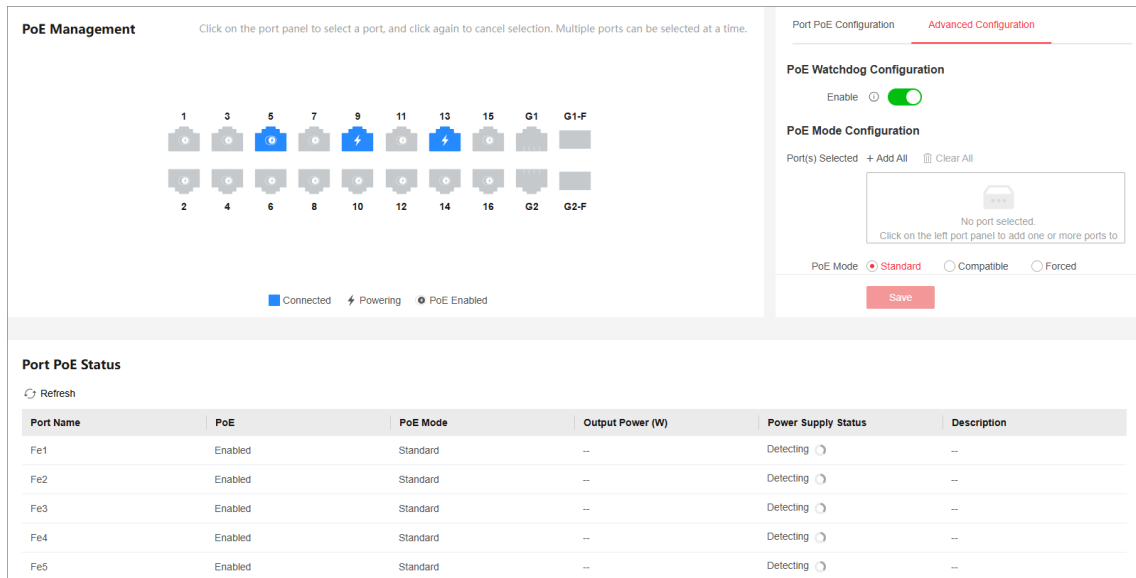 PoE Management
Click on the port panel to select a port, and click again to cancel selection. Multiple ports can be selected at a time.
1 3 5 7 9 11 13 15 G1 G1-F
2 4 6 8 10 12 14 16 G2 G2-F
Connected Powering PoE Enabled
Port PoE Configuration Advanced Configuration
PoE Watchdog Configuration
Enable
PoE Mode Configuration
Port(s) Selected + Add All Clear All
No port selected.
Click on the left port panel to add one or more ports to
PoE Mode Standard Compatible Forced
Save
Port PoE Status
Refresh
Port Name PoE PoE Mode Output Power (W) Power Supply Status Description
Fe1 Enabled Standard -- Detecting --
Fe2 Enabled Standard -- Detecting --
Fe3 Enabled Standard -- Detecting --
Fe4 Enabled Standard -- Detecting --
Fe5 Enabled Standard -- Detecting --